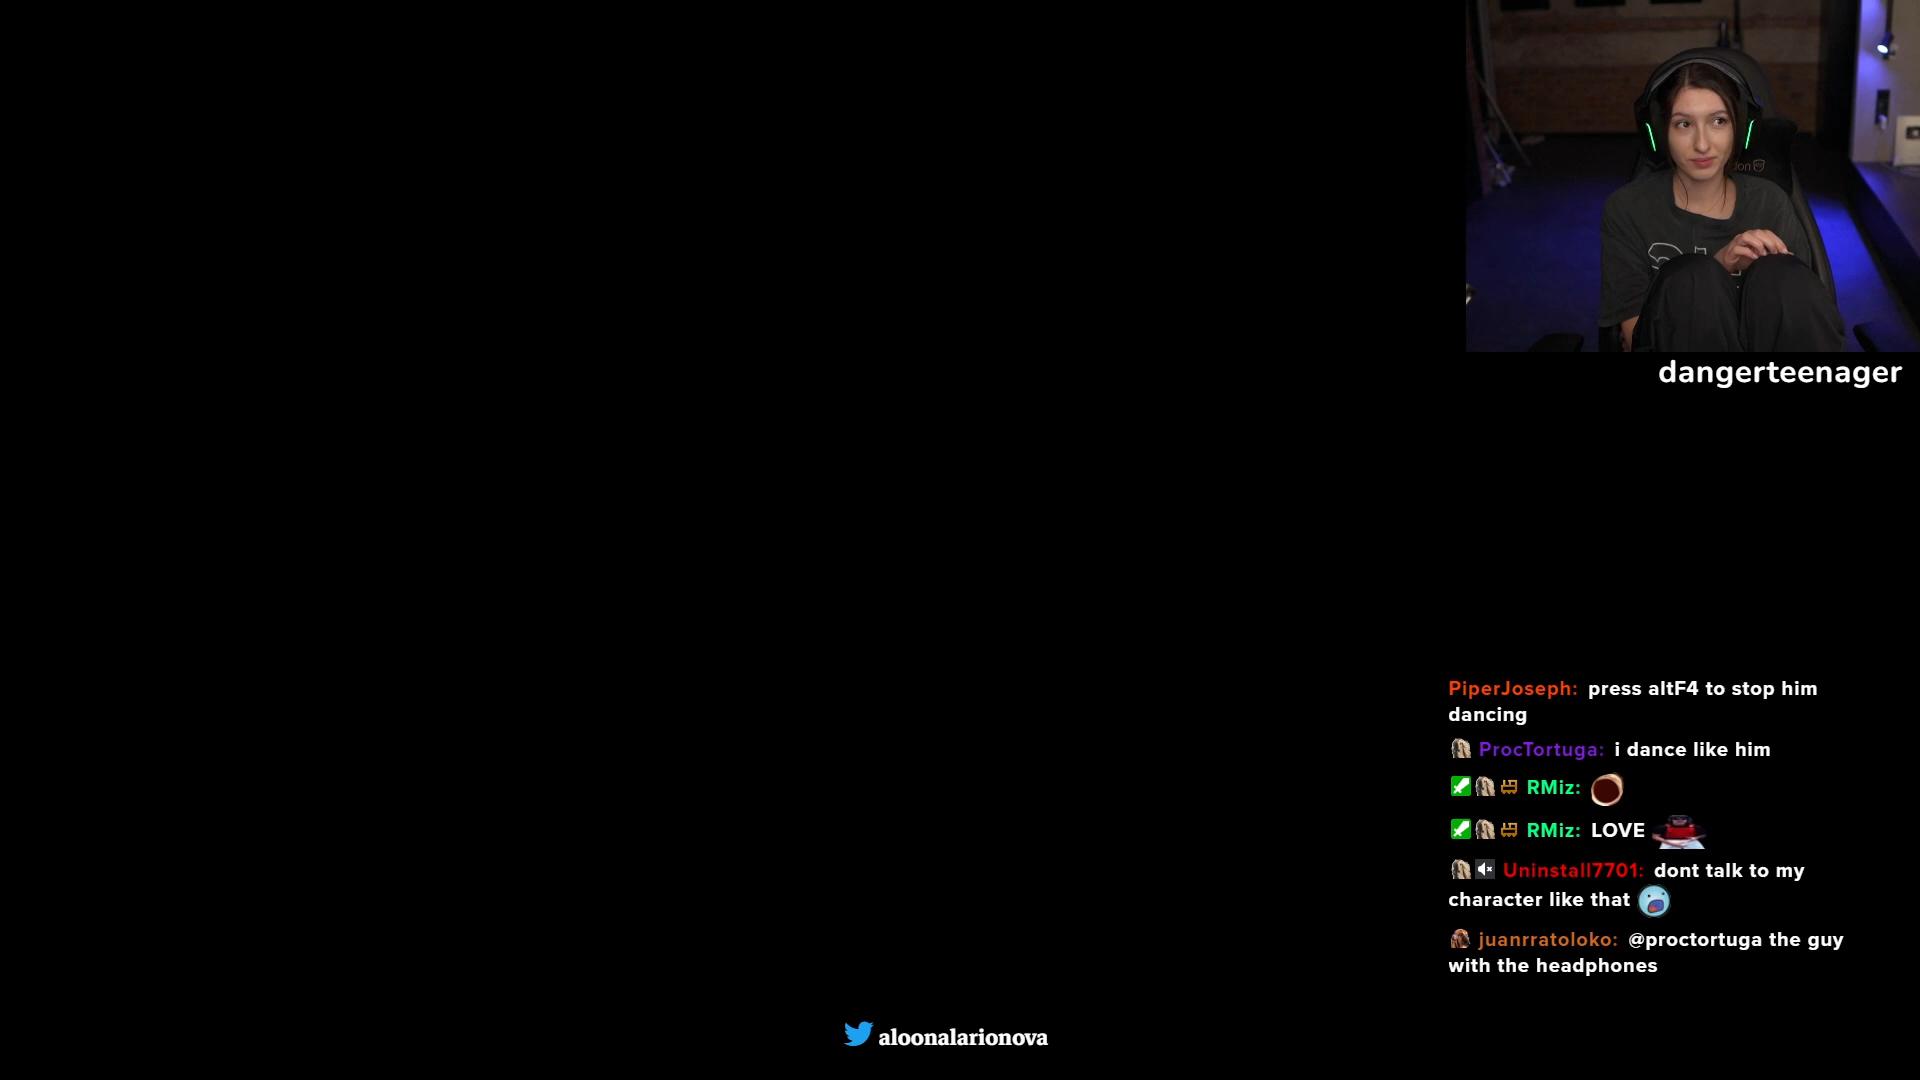 don
dangerteenager
PiperJoseph: press altF4 to stop him
dancing
ProcTortuga: i dance like him
RMiz:
RMiz: LOVE
Uninstall7701: dont talk to my
character like that
juanrratoloko: @proctortuga the guy
with the headphones
aloonalarionova